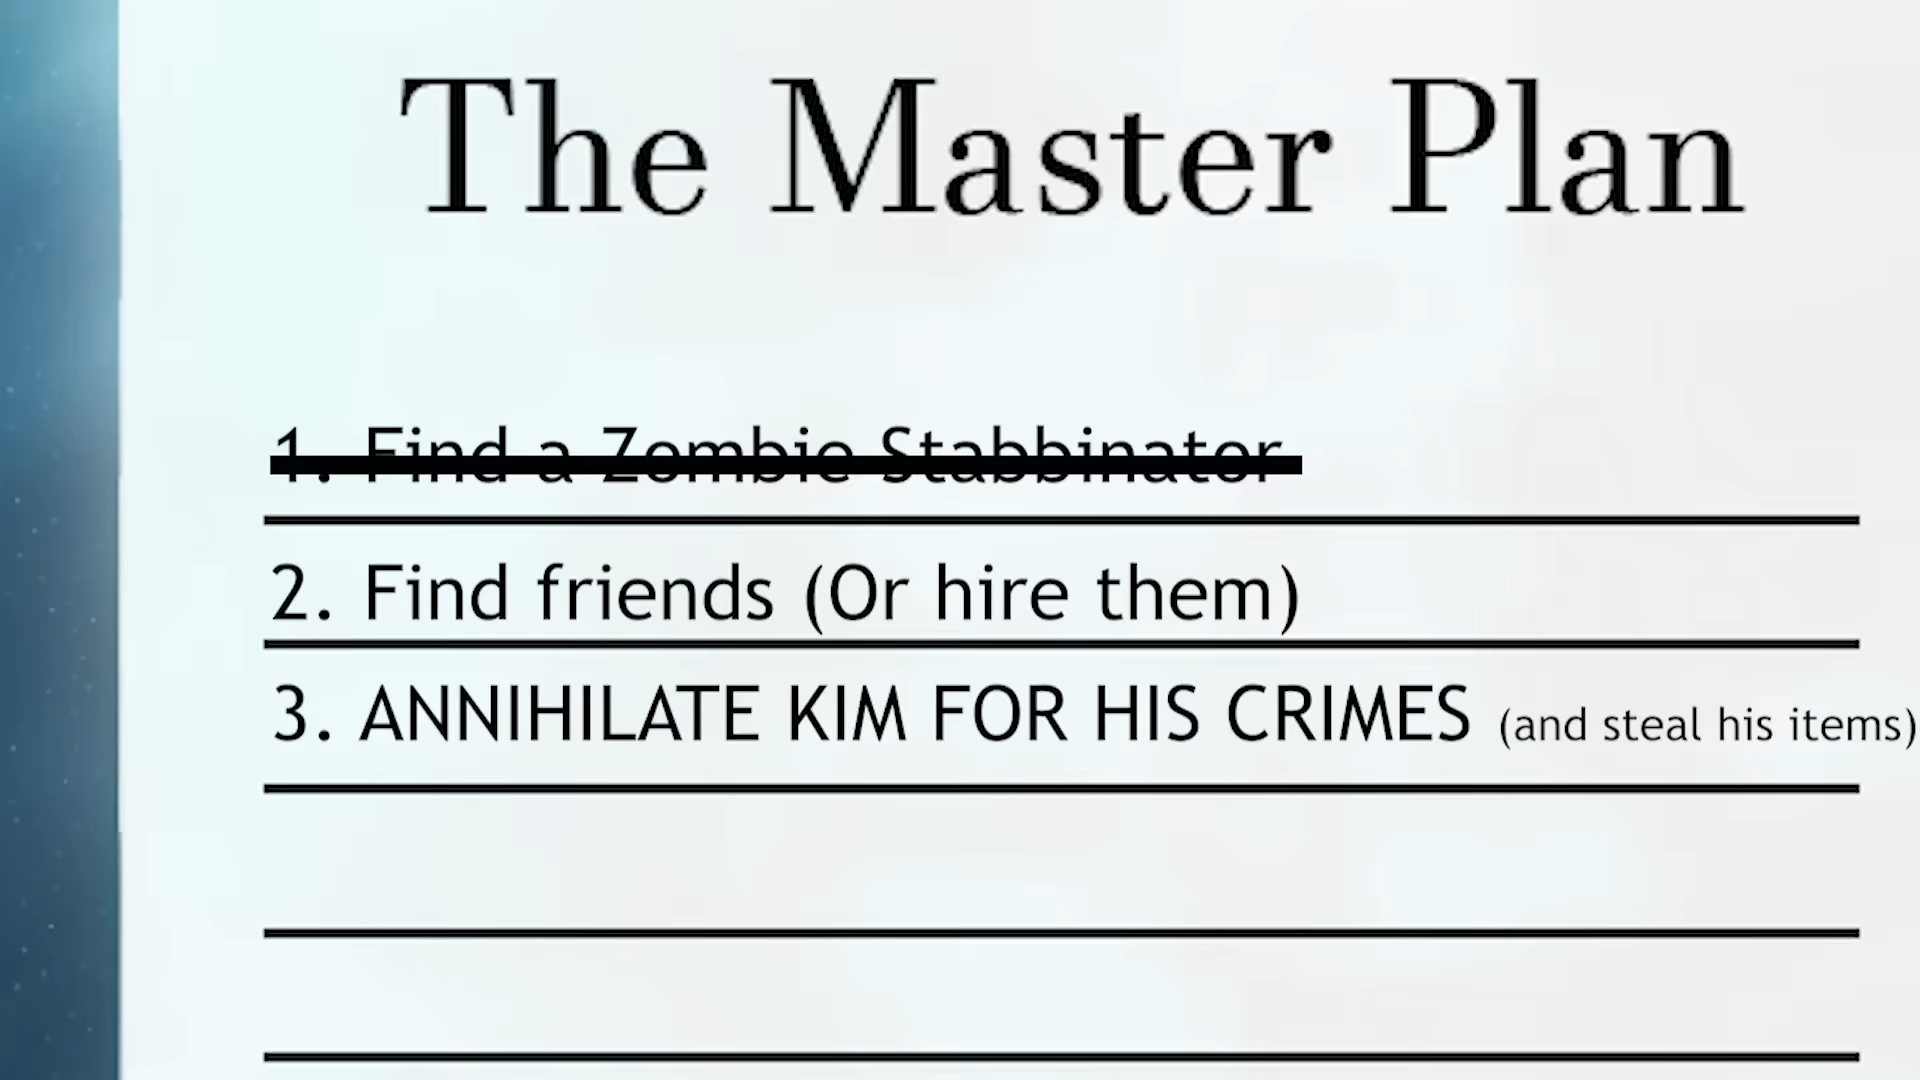 The Master Plan
1. Find a Zombie Stabbinator
2. Find friends (Or hire them)
3. ANNIHILATE KIM FOR HIS CRIMES (and steal his items)